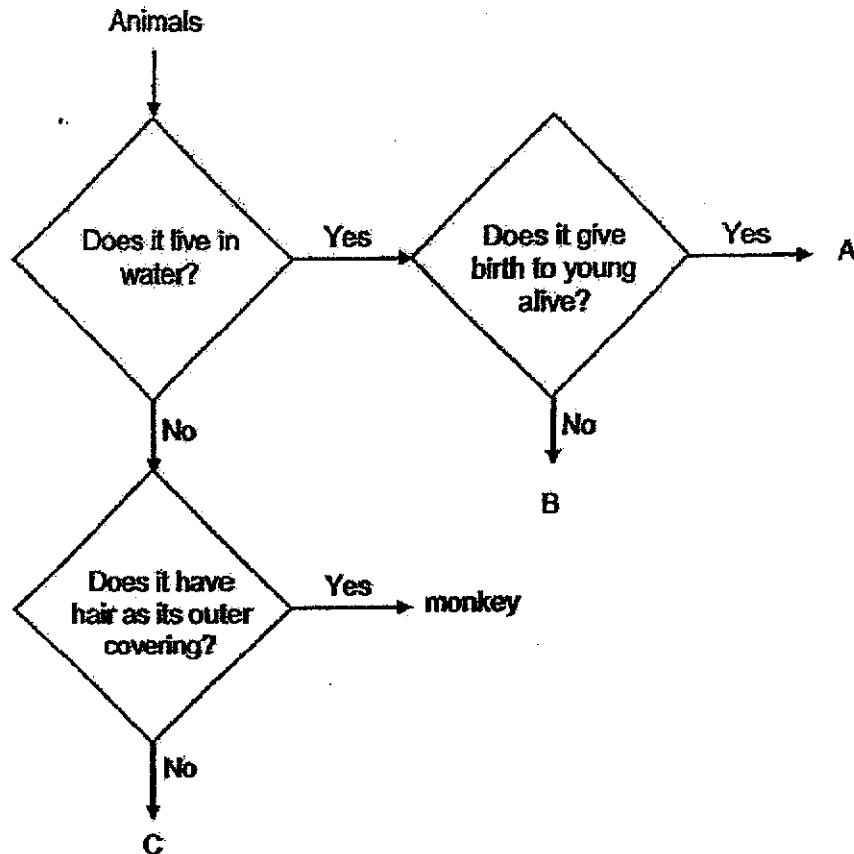 Animals
Does it live in
water?
Yes
Does it give
birth to young
alive?
Yes
A
No
No
B
Does it have
hair as its outer
covering?
Yes
monkey
No
C